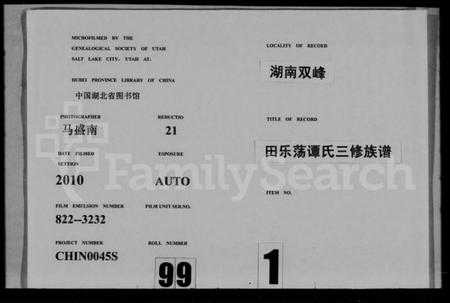 MICROFILMED BY THE
GENEALOGICAL SOCIETY OF UTAH
SALT LAKE CITY, UTAH AT:
HUBEI PROVINCE LIBRARY OF CHINA
中国湖北省图书馆
PHOTOGRAPHER REDUCTIO
马盛南 21
DATE FILMED EXPOSURE
SETTION
2010 AUTO
FILM EMULSION NUMBER FILM UNIT SER.NO.
822--3232
PROJECT NUMBER ROLL NUMBER
CHIN0045S 99
LOCALITY OF RECORD
湖南双峰
TITLE OF RECORD
田乐荡谭氏三修族谱
ITEM NO.
1
FamilySearch